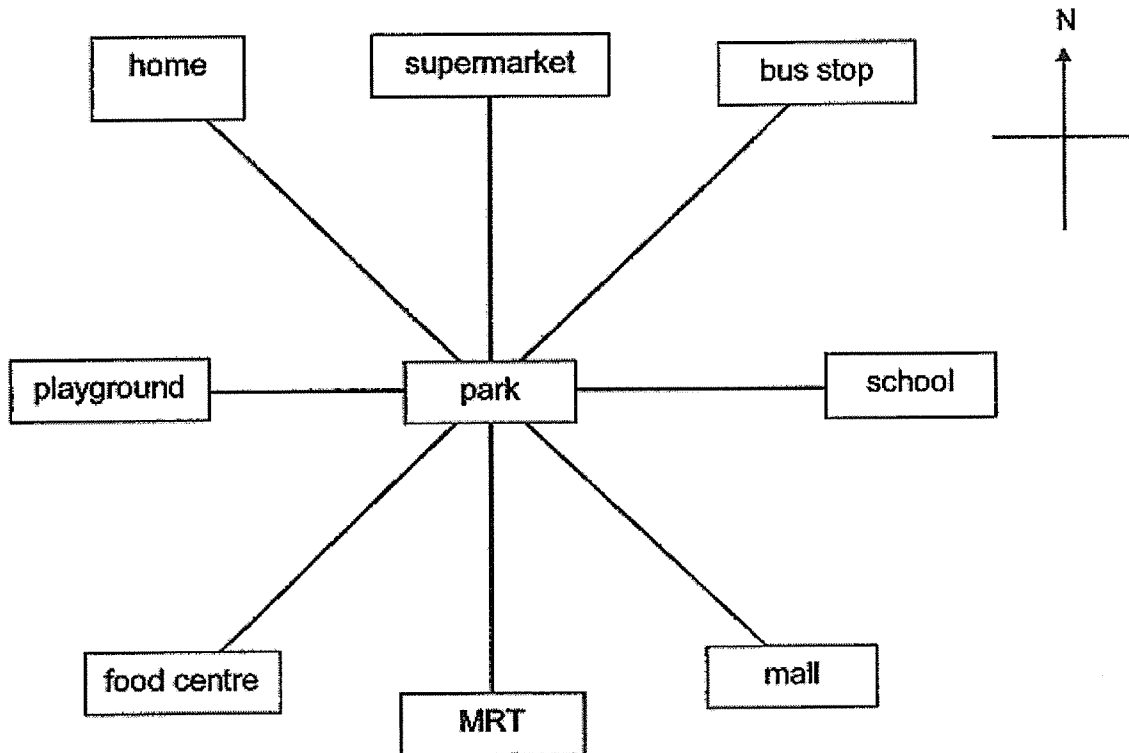 N
home
supermarket
bus stop
playground
park
school
food centre
MRT
mall